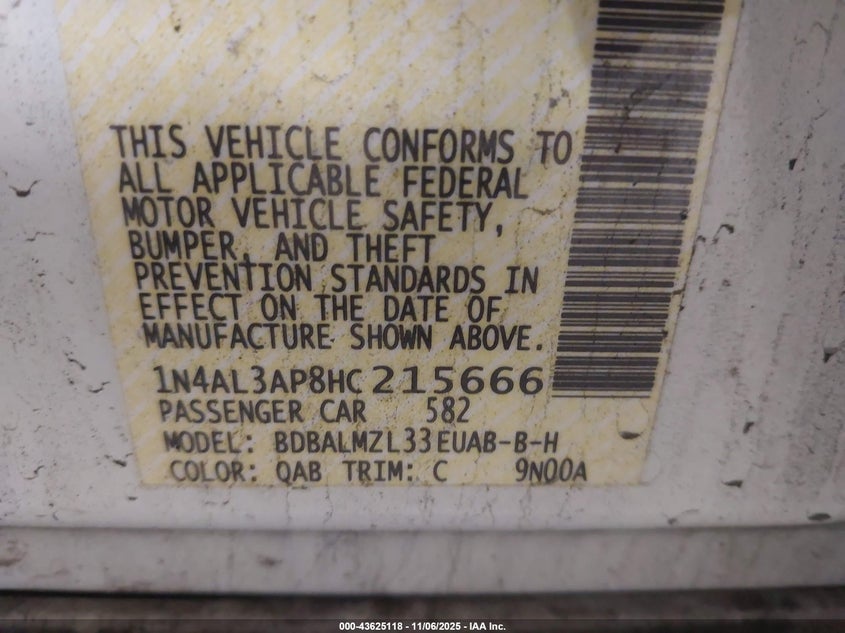 THIS VEHICLE CONFORMS TO
ALL APPLICABLE FEDERAL
MOTOR VEHICLE SAFETY,
BUMPER, AND THEFT
PREVENTION STANDARDS IN
EFFECT ON THE DATE OF
MANUFACTURE SHOWN ABOVE.
1N4AL3AP8HC215666
PASSENGER CAR 582
MODEL: BDBALMZL33EUAB-B-H
COLOR: QAB TRIM: C 9N00A
000-43625118 - 11/06/2025 - IAA Inc.